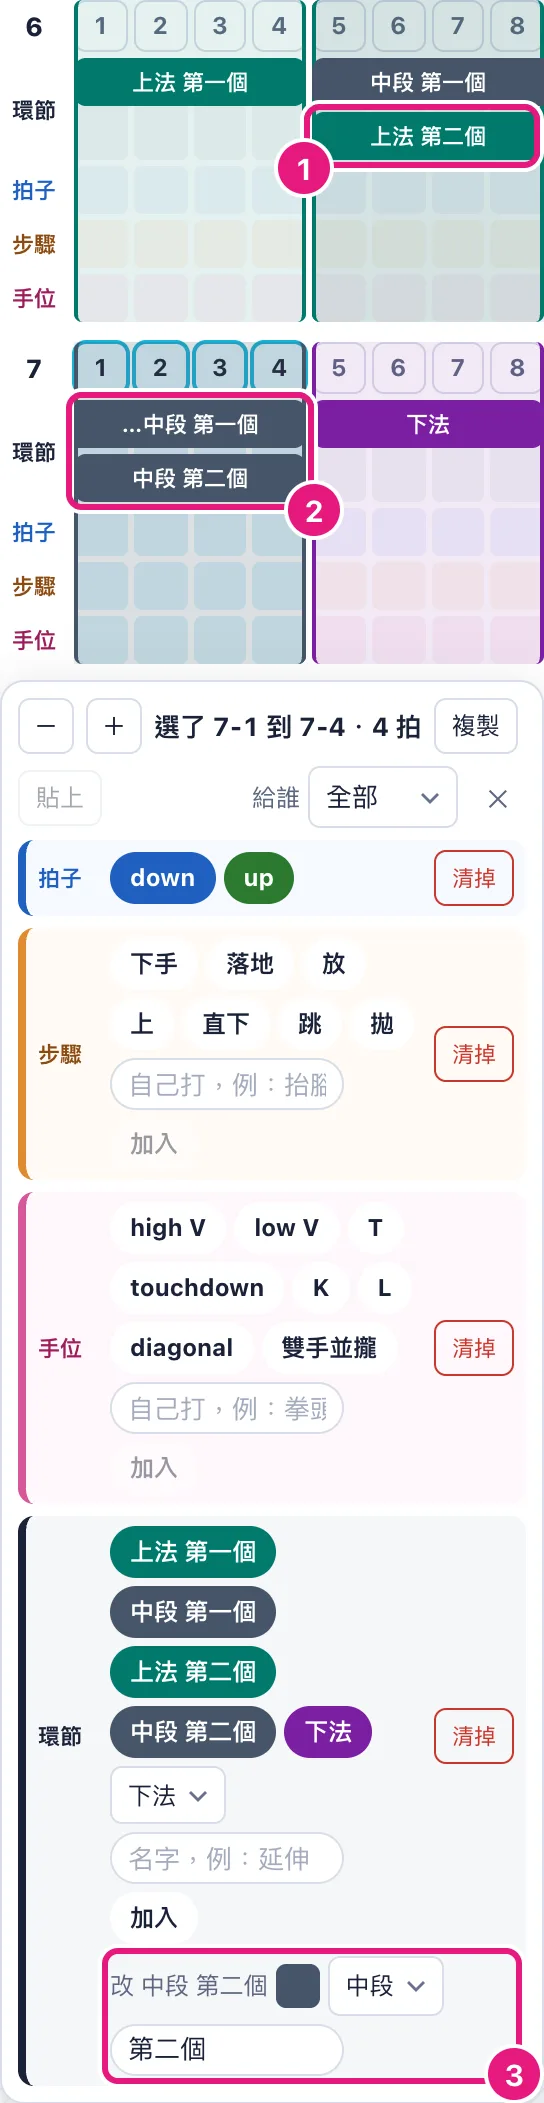 6 1 2 3 4 5 6 7 8
環節 上法 第一個 中段 第一個
上法 第二個
1
拍子
步驟
手位
7 1 2 3 4 5 6 7 8
環節 ...中段 第一個 下法
中段 第二個
2
拍子
步驟
手位
− + 選了 7-1 到 7-4 · 4 拍 複製
貼上 給誰 全部 ×
拍子 down up 清掉
下手 落地 放
上 直下 跳 拋
步驟 清掉
自己打，例：抬腳
加入
high V low V T
touchdown K L
手位 diagonal 雙手並攏 清掉
自己打，例：拳頭
加入
上法 第一個
中段 第一個
上法 第二個
環節 中段 第二個 下法 清掉
下法
名字，例：延伸
加入
改 中段 第二個 中段
第二個
3